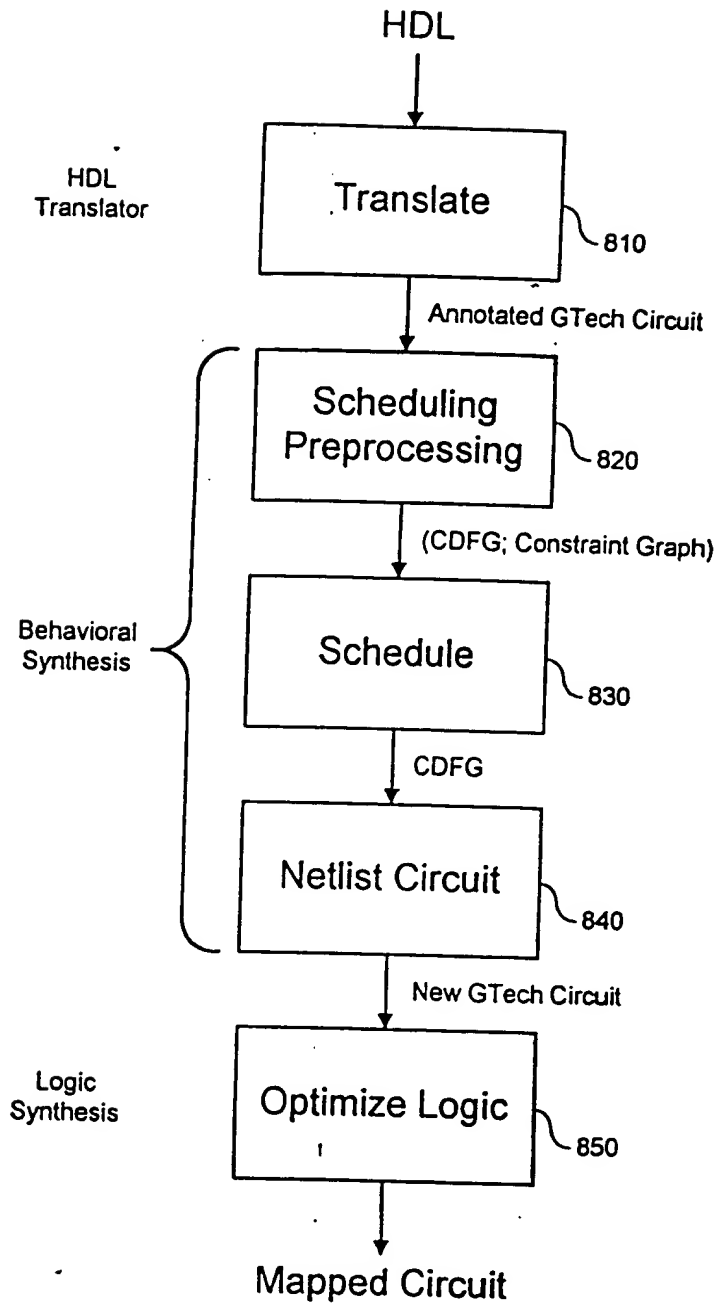 HDL
HDL
Translator
Translate
810
Annotated GTech Circuit
Scheduling
Preprocessing
820
(CDFG; Constraint Graph)
Behavioral
Synthesis
Schedule
830
CDFG
Netlist Circuit
840
New GTech Circuit
Logic
Synthesis
Optimize Logic
850
Mapped Circuit